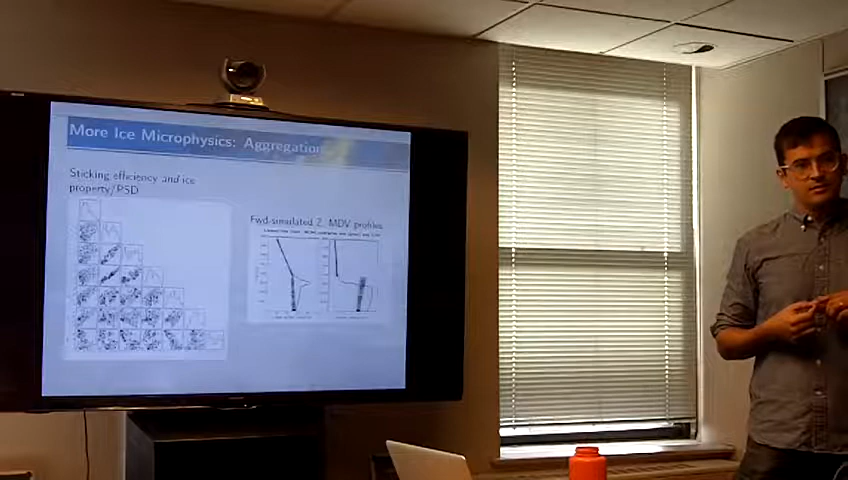 More Ice Microphysics: Aggregation
Sticking efficiency and ice
property/PSD
Fwd-simulated Z, MDV profiles